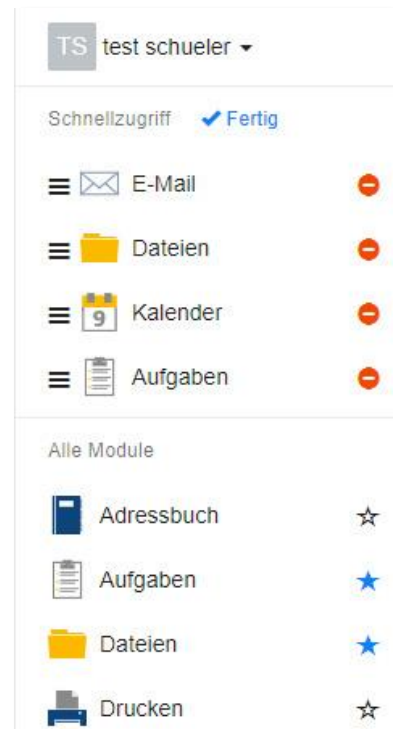 TS test schueler
Schnellzugriff Fertig
E-Mail
Dateien
9 Kalender
Aufgaben
Alle Module
Adressbuch
Aufgaben
Dateien
Drucken